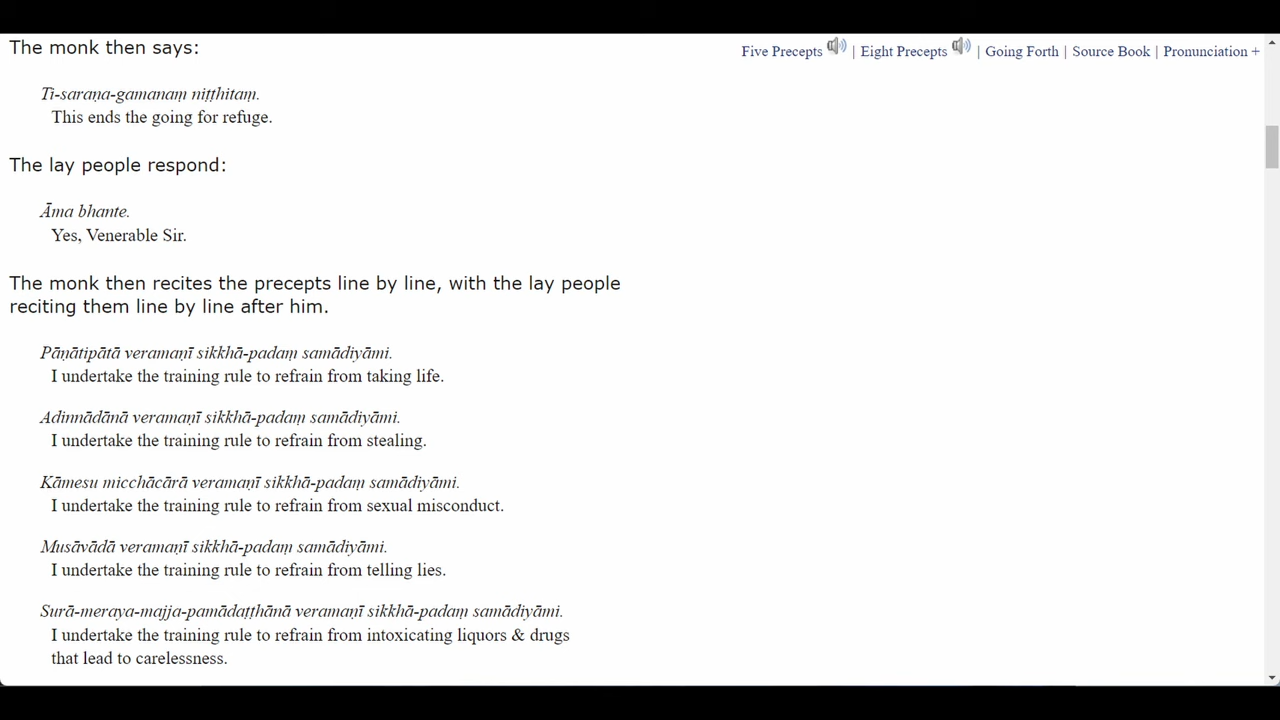 The monk then says:
Five Precepts | Eight Precepts | Going Forth | Source Book | Pronunciation +
Ti-saraṇa-gamanaṃ niṭṭhitaṃ.
This ends the going for refuge.
The lay people respond:
Āma bhante.
Yes, Venerable Sir.
The monk then recites the precepts line by line, with the lay people
reciting them line by line after him.
Pāṇātipātā veramaṇī sikkhā-padaṃ samādiyāmi.
I undertake the training rule to refrain from taking life.
Adinnādānā veramaṇī sikkhā-padaṃ samādiyāmi.
I undertake the training rule to refrain from stealing.
Kāmesu micchācārā veramaṇī sikkhā-padaṃ samādiyāmi.
I undertake the training rule to refrain from sexual misconduct.
Musāvādā veramaṇī sikkhā-padaṃ samādiyāmi.
I undertake the training rule to refrain from telling lies.
Surā-meraya-majja-pamādaṭṭhānā veramaṇī sikkhā-padaṃ samādiyāmi.
I undertake the training rule to refrain from intoxicating liquors & drugs
that lead to carelessness.